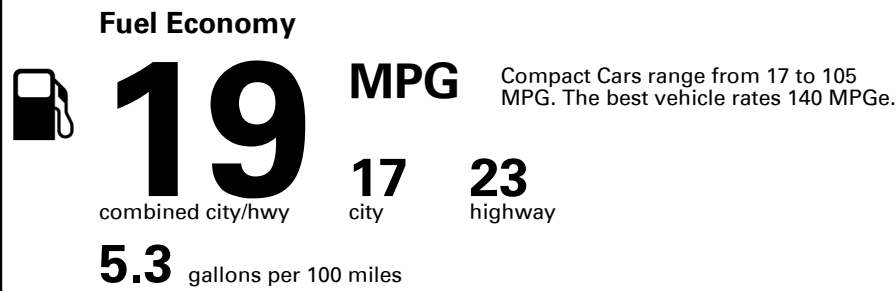 Fuel Economy
19
MPG
Compact Cars range from 17 to 105
MPG. The best vehicle rates 140 MPGe.
combined city/hwy
17
city
23
highway
5.3 gallons per 100 miles